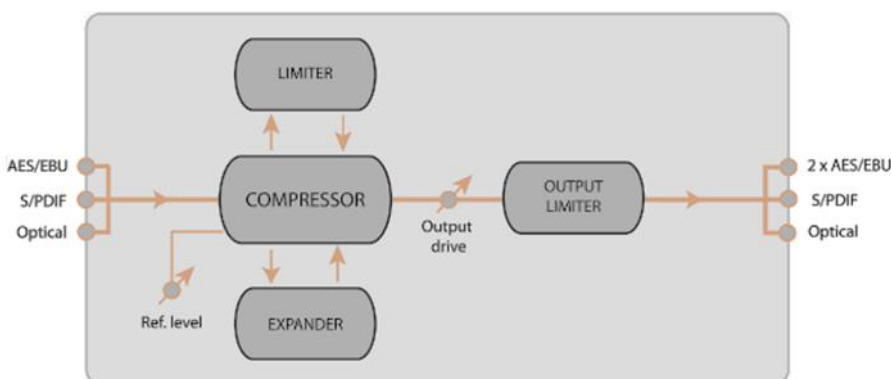 LIMITER
AES/EBU
S/PDIF
Optical
COMPRESSOR
Ref. level
EXPANDER
Output
drive
OUTPUT
LIMITER
2 x AES/EBU
S/PDIF
Optical